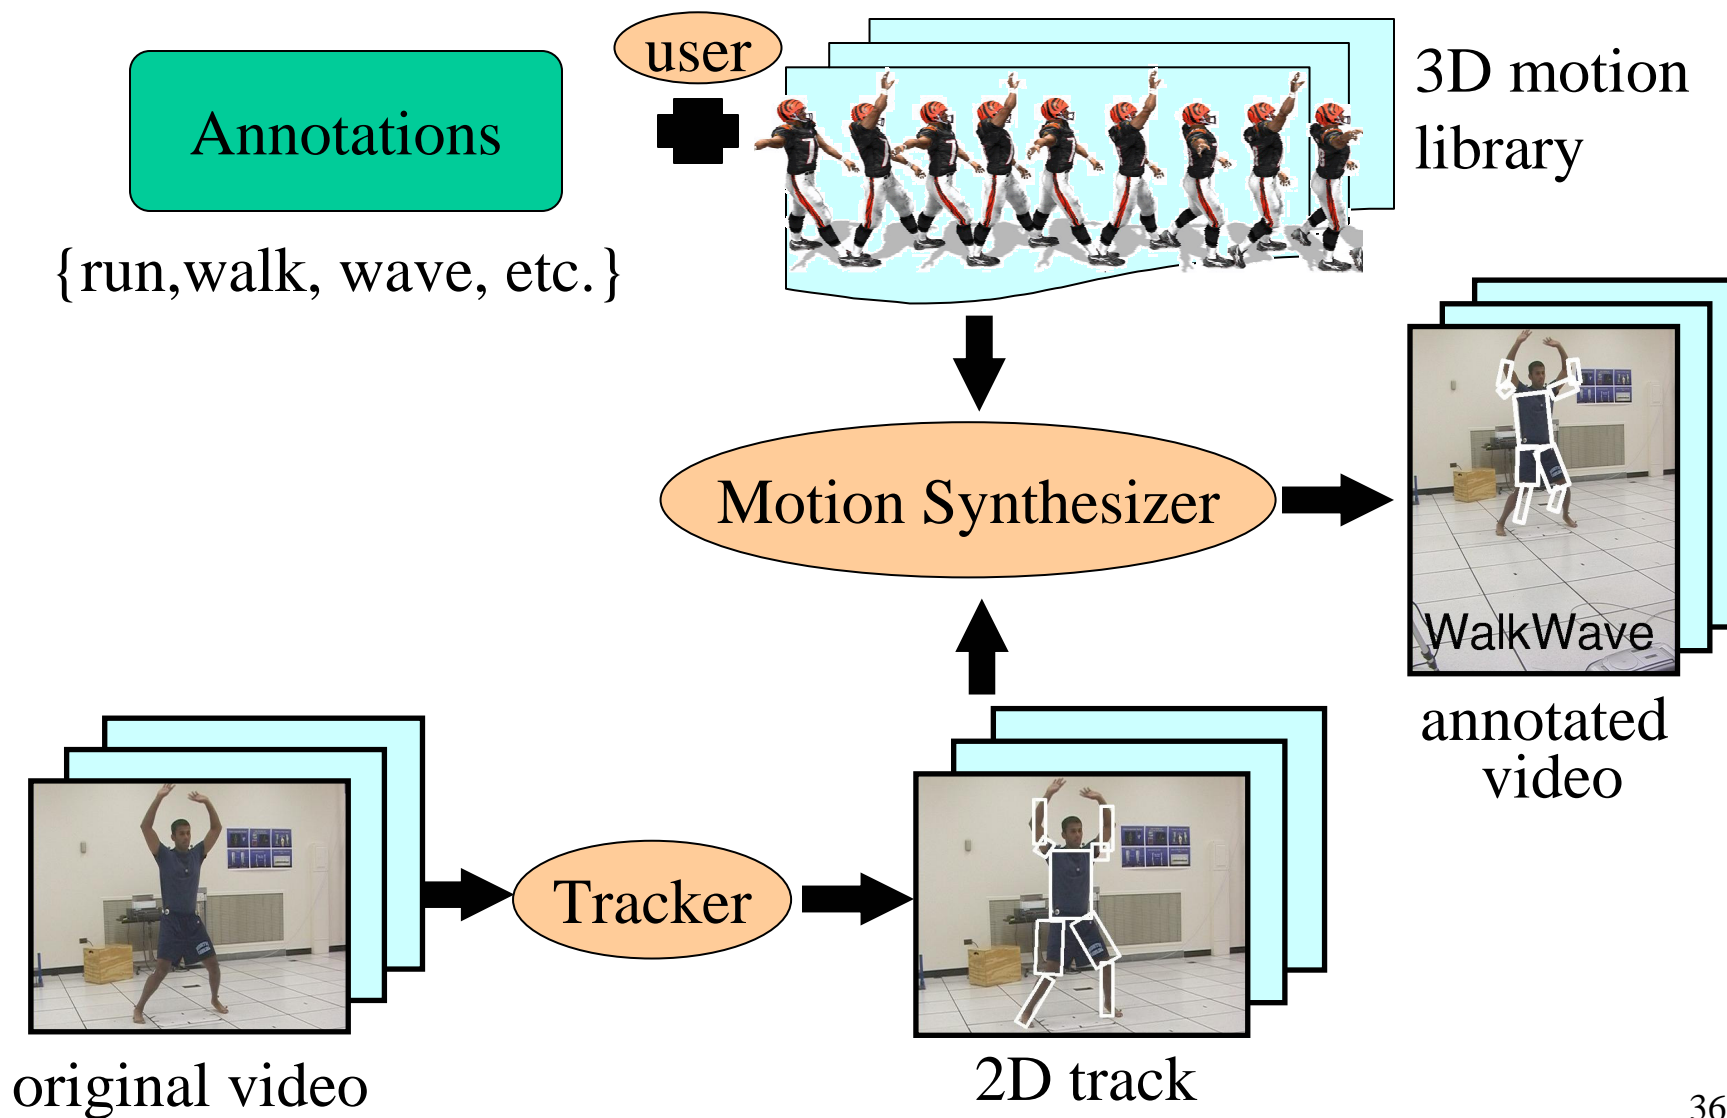 user
3D motion
library
Annotations
{run,walk, wave, etc.}
Motion Synthesizer
WalkWave
annotated
video
Tracker
original video
2D track
36